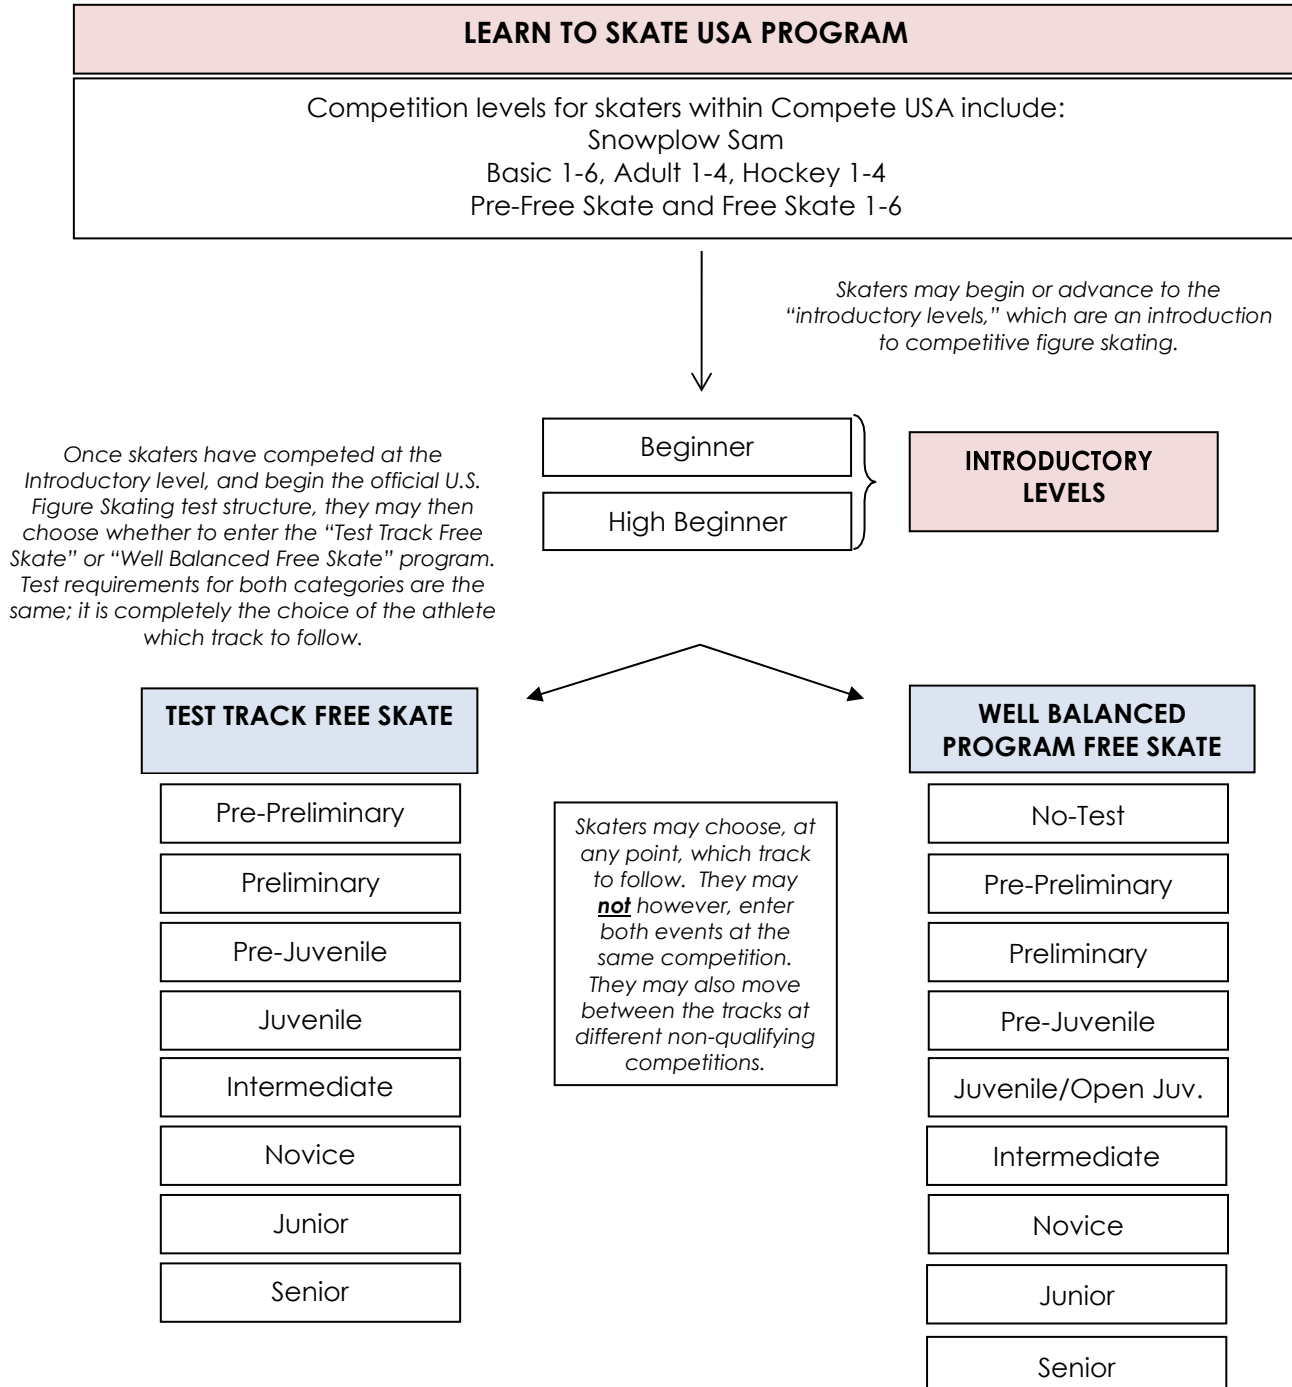 LEARN TO SKATE USA PROGRAM
Competition levels for skaters within Compete USA include:
Snowplow Sam
Basic 1-6, Adult 1-4, Hockey 1-4
Pre-Free Skate and Free Skate 1-6
Skaters may begin or advance to the
“introductory levels,” which are an introduction
to competitive figure skating.
Beginner
High Beginner
INTRODUCTORY
LEVELS
Once skaters have competed at the
Introductory level, and begin the official U.S.
Figure Skating test structure, they may then
choose whether to enter the “Test Track Free
Skate” or “Well Balanced Free Skate” program.
Test requirements for both categories are the
same; it is completely the choice of the athlete
which track to follow.
TEST TRACK FREE SKATE
Pre-Preliminary
Preliminary
Pre-Juvenile
Juvenile
Intermediate
Novice
Junior
Senior
Skaters may choose, at
any point, which track
to follow. They may
not however, enter
both events at the
same competition.
They may also move
between the tracks at
different non-qualifying
competitions.
WELL BALANCED
PROGRAM FREE SKATE
No-Test
Pre-Preliminary
Preliminary
Pre-Juvenile
Juvenile/Open Juv.
Intermediate
Novice
Junior
Senior